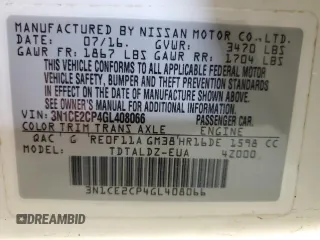 MANUFACTURED BY NISSAN MOTOR CO., LTD.
DATE: 07/16. GVWR: 3470 LBS
GAWR FR: 1867 LBS GAWR RR: 1704 LBS
THIS VEHICLE CONFORMS TO ALL APPLICABLE FEDERAL MOTOR
VEHICLE SAFETY, BUMPER AND THEFT PREVENTION STANDARDS
IN EFFECT ON THE DATE OF MANUFACTURE SHOWN ABOVE.
SEE OWNER'S MANUAL FOR ADDITIONAL INFORMATION
VIN: 3N1CE2CP4GL408066 PASSENGER CAR
COLOR TRIM TRANS AXLE ENGINE
QAC G RE0F11A GM38 HR16DE 1598 CC
MODEL: TDTALDZ-EUA 4Z000
3N1CE2CP4GL408066
AUTOBIDMAX